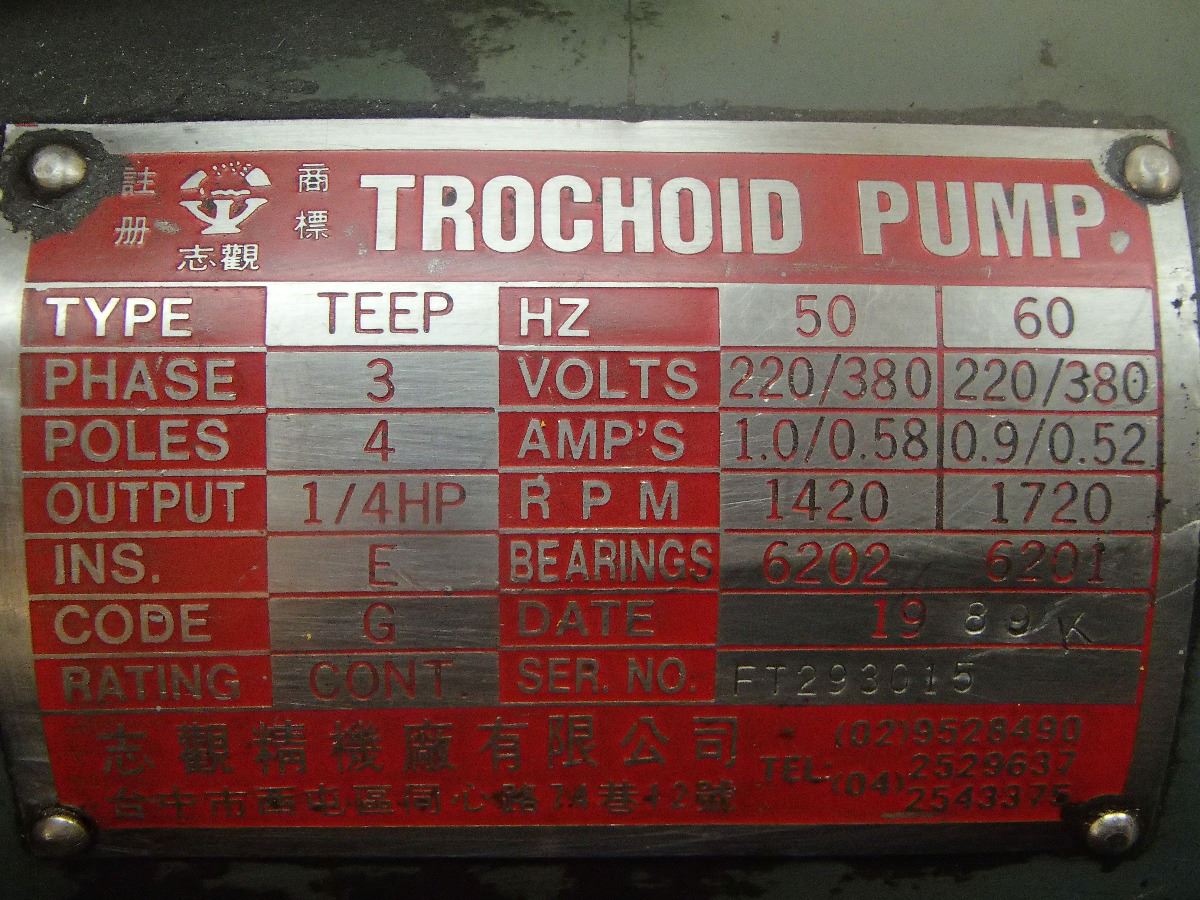 註冊 商標 TROCHOID PUMP.
志觀
TYPE TEEP HZ 50 60
PHASE 3 VOLTS 220/380 220/380
POLES 4 AMP'S 1.0/0.58 0.9/0.52
OUTPUT 1/4HP RPM 1420 1720
INS. E BEARINGS 6202 6201
CODE G DATE 19 89 K
RATING CONT. SER. NO. FT293015
志觀精機廠有限公司 (02)9528490
TEL. (04) 2529637
台中市西屯區同心路74巷42號 2543375